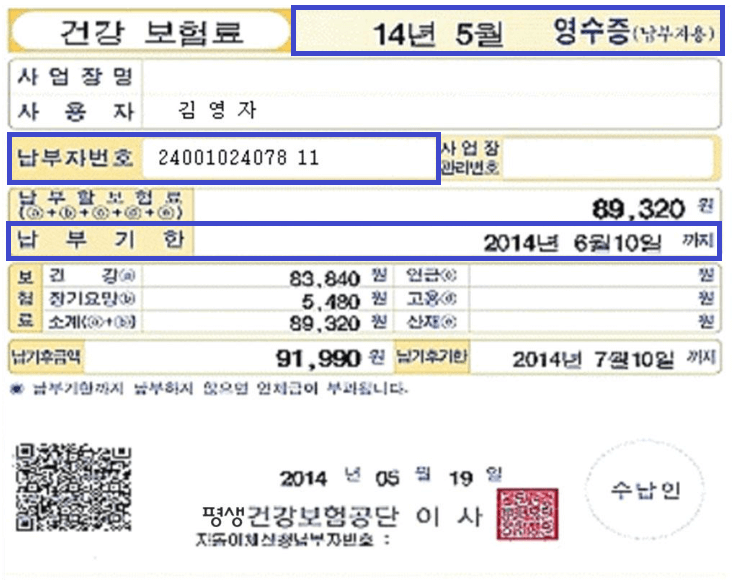 건강 보험료 14년 5월 영수증(납부자용)
사 업 장 명
사 용 자 김 영 자
납부자번호 24001024078 11 사 업 장 관리번호
납 부 할 보 험 료 (ⓐ+ⓑ+ⓒ+ⓓ+ⓔ) 89,320 원
납 부 기 한 2014년 6월10일 까지
보험료 건 강ⓐ 83,840 원 연금ⓒ 원
장기요양ⓑ 5,480 원 고용ⓓ 원
소계(ⓐ+ⓑ) 89,320 원 산재ⓔ 원
납기후금액 91,990 원 납기후기한 2014년 7월10일 까지
◉ 납부기한까지 납부하지 않으면 연체금이 부과됩니다.
2014 년 05 월 19 일
수납인
평생건강보험공단 이 사
자동이체신청납부자번호 :